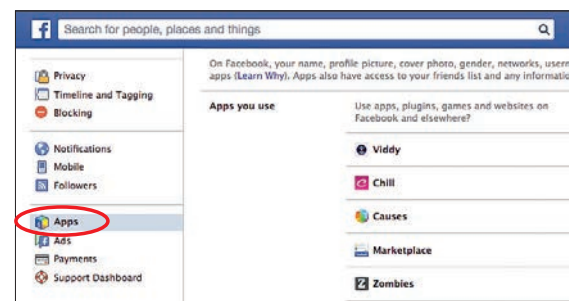 f Search for people, places and things
On Facebook, your name, profile picture, cover photo, gender, networks,
apps (Learn Why). Apps also have access to your friends list and any
Privacy
Timeline and Tagging
Blocking
Apps you use
Use apps, plugins, games and websites on
Facebook and elsewhere?
Notifications
Mobile
Followers
Viddy
Chill
Apps
Ads
Payments
Support Dashboard
Causes
Marketplace
Z Zombies